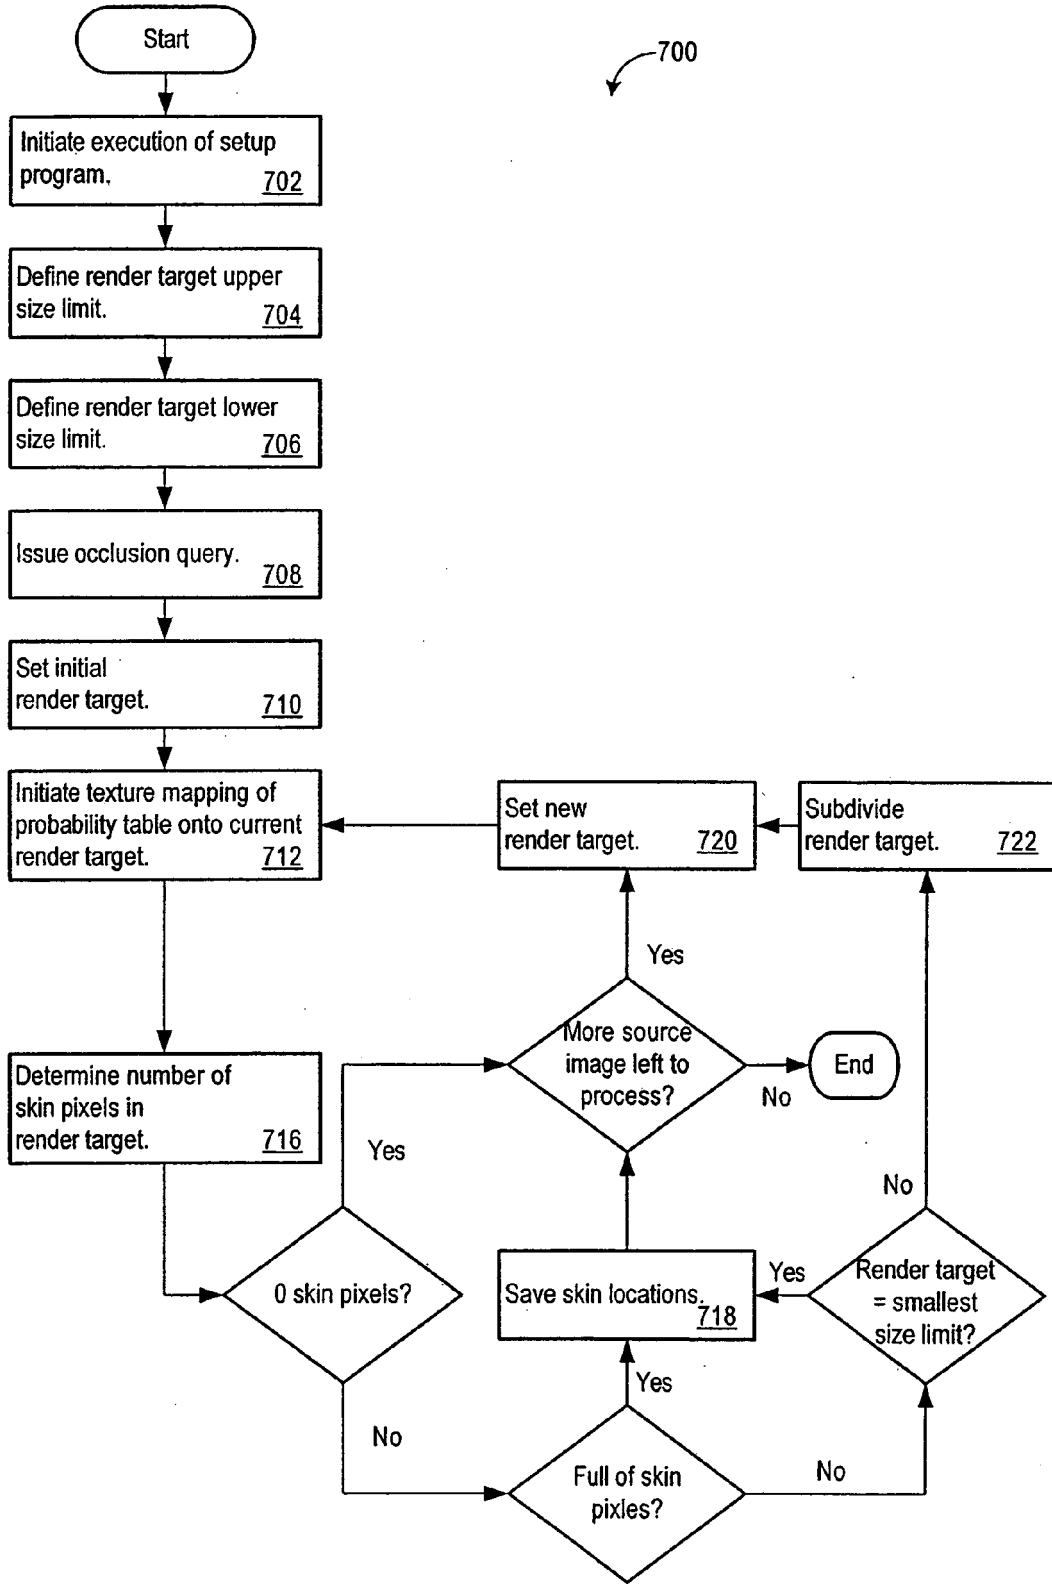 Start
700
Initiate execution of setup
program.
702
Define render target upper
size limit.
704
Define render target lower
size limit.
706
Issue occlusion query.
708
Set initial
render target.
710
Initiate texture mapping of
probability table onto current
render target.
712
Set new
render target.
720
Subdivide
render target.
722
Yes
More source
image left to
process?
No
End
Determine number of
skin pixels in
render target.
716
Yes
No
0 skin pixels?
Save skin locations.
718
Yes
Render target
= smallest
size limit?
Yes
No
Full of skin
pixles?
No